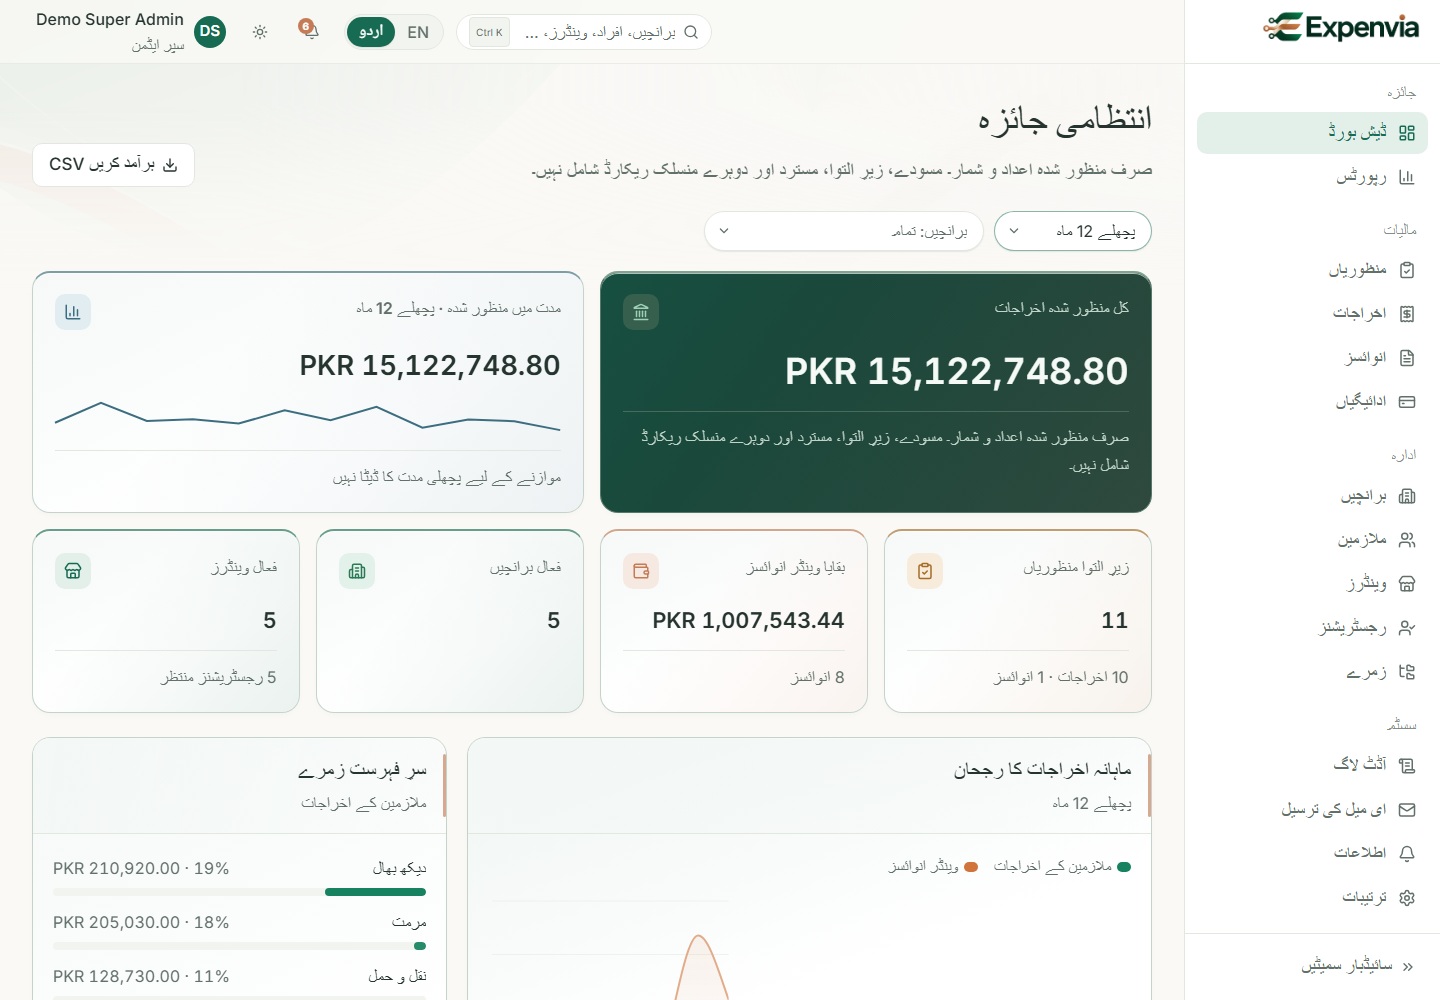 Expenvia
برانچیں، افراد، وینڈرز، ...
Ctrl K
EN
اردو
6
DS
Demo Super Admin
سپر ایڈمن
جائزہ
ڈیش بورڈ
رپورٹس
مالیات
منظوریاں
اخراجات
انوائسز
ادائیگیاں
ادارہ
برانچیں
ملازمین
وینڈرز
رجسٹریشنز
زمرے
سسٹم
آڈٹ لاگ
ای میل کی ترسیل
اطلاعات
ترتیبات
سائیڈبار سمیٹیں
انتظامی جائزہ
صرف منظور شدہ اعداد و شمار۔ مسودے، زیرِ التوا، مسترد اور دوہرے منسلک ریکارڈ شامل نہیں۔
برآمد کریں CSV
پچھلے 12 ماہ
برانچیں: تمام
کل منظور شدہ اخراجات
PKR 15,122,748.80
صرف منظور شدہ اعداد و شمار۔ مسودے، زیرِ التوا، مسترد اور دوہرے منسلک ریکارڈ
شامل نہیں۔
مدت میں منظور شدہ · پچھلے 12 ماہ
PKR 15,122,748.80
موازنے کے لیے پچھلی مدت کا ڈیٹا نہیں
زیرِ التوا منظوریاں
11
10 اخراجات · 1 انوائسز
بقایا وینڈر انوائسز
PKR 1,007,543.44
8 انوائسز
فعال برانچیں
5
فعال وینڈرز
5
5 رجسٹریشنز منتظر
ماہانہ اخراجات کا رجحان
پچھلے 12 ماہ
ملازمین کے اخراجات
وینڈر انوائسز
سرِ فہرست زمرے
ملازمین کے اخراجات
دیکھ بھال
PKR 210,920.00 · 19%
مرمت
PKR 205,030.00 · 18%
نقل و حمل
PKR 128,730.00 · 11%